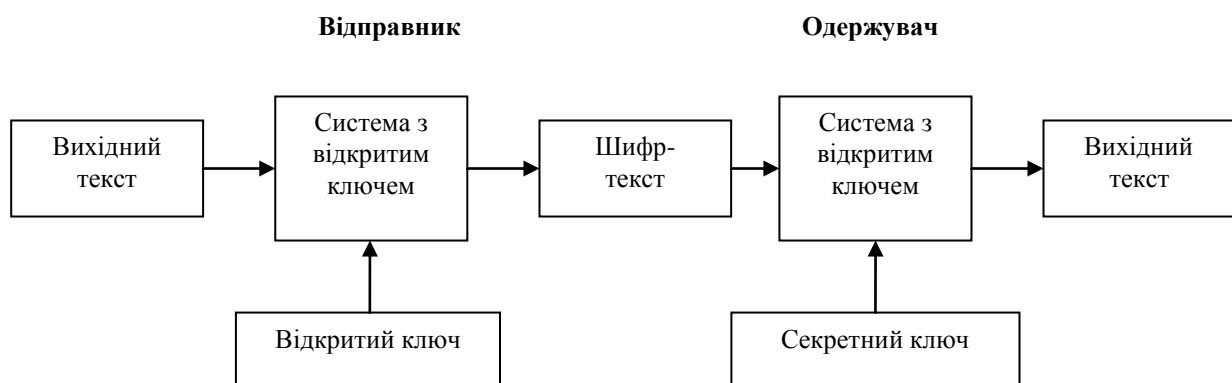 Відправник
Одержувач
Вихідний
текст
Система з
відкритим
ключем
Шифр-
текст
Система з
відкритим
ключем
Вихідний
текст
Відкритий ключ
Секретний ключ